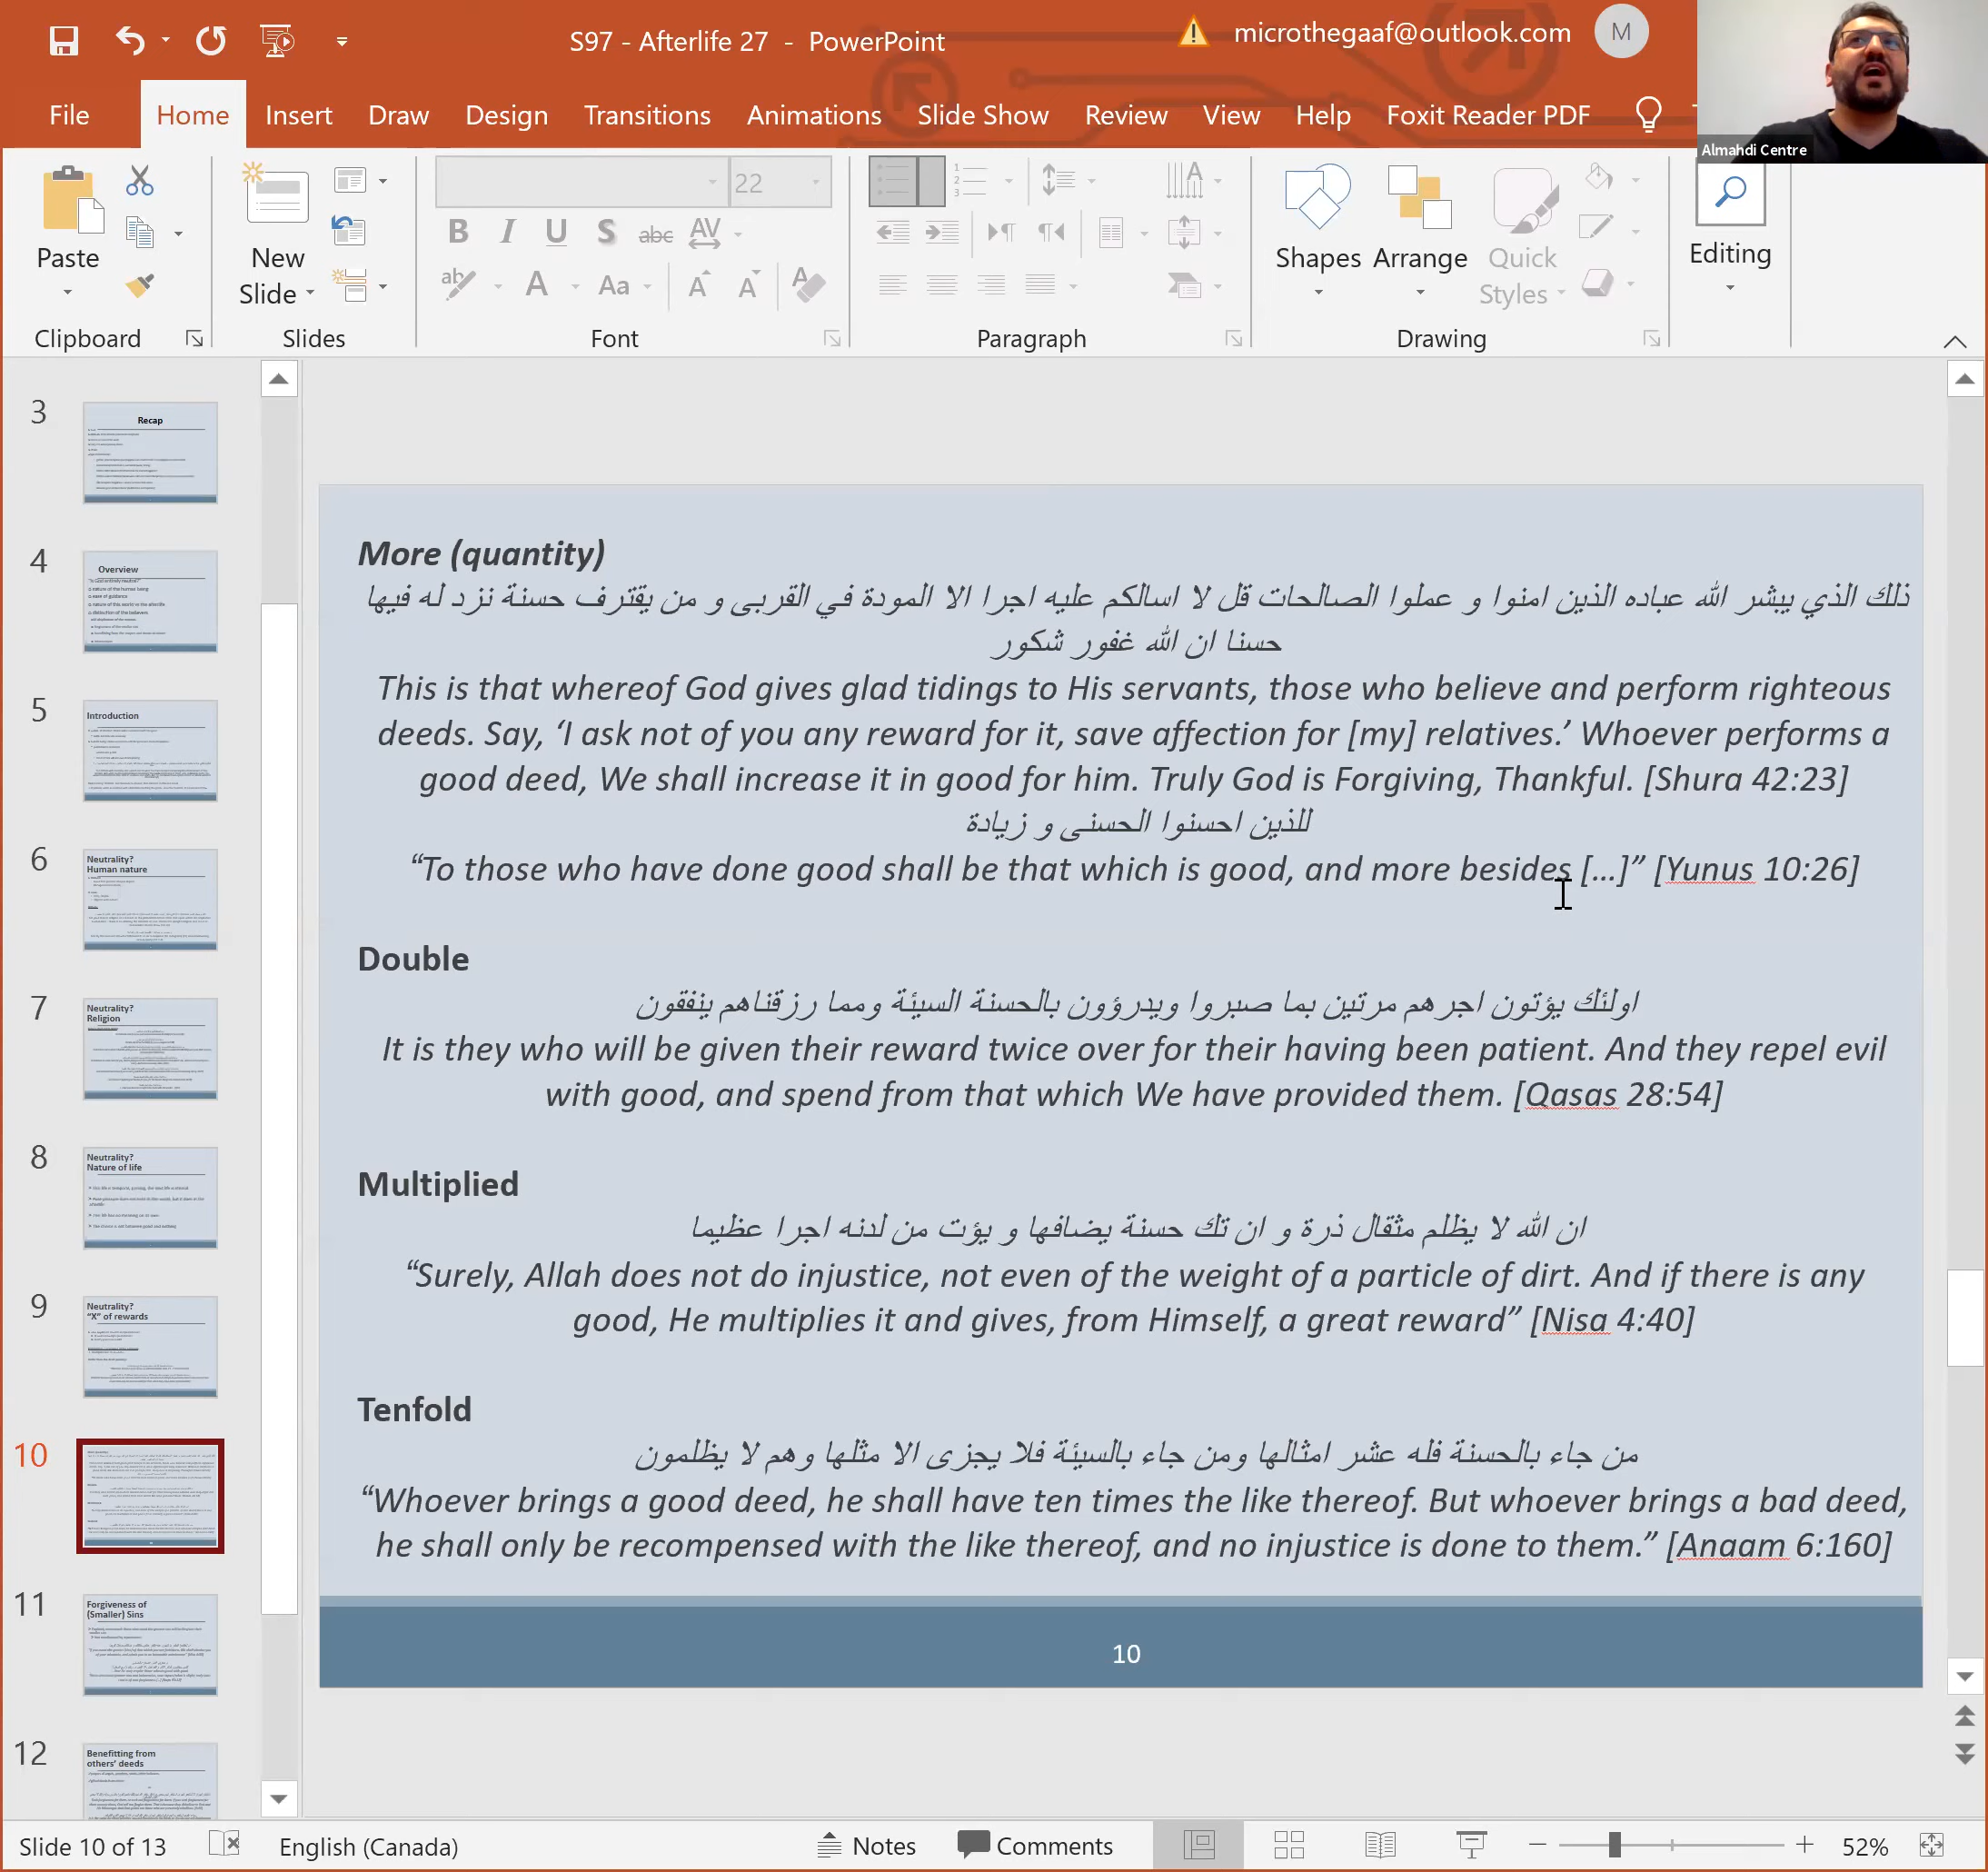 S97 - Afterlife 27 - PowerPoint
microthegaaf@outlook.com
M
Almahdi Centre
File Home Insert Draw Design Transitions Animations Slide Show Review View Help Foxit Reader PDF
22
Paste
New Slide
Shapes Arrange Quick Styles
Editing
Clipboard Slides Font Paragraph Drawing
3
Recap
4
Overview
5
Introduction
6
Neutrality?
Human nature
7
Neutrality?
Religion
8
Neutrality?
Nature of life
9
Neutrality?
“X” of rewards
10
11
Forgiveness of
(Smaller) Sins
12
Benefitting from
others' deeds
More (quantity)
ذلك الذي يبشر الله عباده الذين امنوا و عملوا الصالحات قل لا اسالكم عليه اجرا الا المودة في القربى و من يقترف حسنة نزد له فيها
حسنا ان الله غفور شكور
This is that whereof God gives glad tidings to His servants, those who believe and perform righteous
deeds. Say, ‘I ask not of you any reward for it, save affection for [my] relatives.’ Whoever performs a
good deed, We shall increase it in good for him. Truly God is Forgiving, Thankful. [Shura 42:23]
للذين احسنوا الحسنى و زيادة
“To those who have done good shall be that which is good, and more besides [...]” [Yunus 10:26]
Double
اولئك يؤتون اجرهم مرتين بما صبروا ويدرؤون بالحسنة السيئة ومما رزقناهم ينفقون
It is they who will be given their reward twice over for their having been patient. And they repel evil
with good, and spend from that which We have provided them. [Qasas 28:54]
Multiplied
ان الله لا يظلم مثقال ذرة و ان تك حسنة يضافها و يؤت من لدنه اجرا عظيما
“Surely, Allah does not do injustice, not even of the weight of a particle of dirt. And if there is any
good, He multiplies it and gives, from Himself, a great reward” [Nisa 4:40]
Tenfold
من جاء بالحسنة فله عشر امثالها ومن جاء بالسيئة فلا يجزى الا مثلها وهم لا يظلمون
“Whoever brings a good deed, he shall have ten times the like thereof. But whoever brings a bad deed,
he shall only be recompensed with the like thereof, and no injustice is done to them.” [Anaam 6:160]
10
Slide 10 of 13 English (Canada) Notes Comments 52%